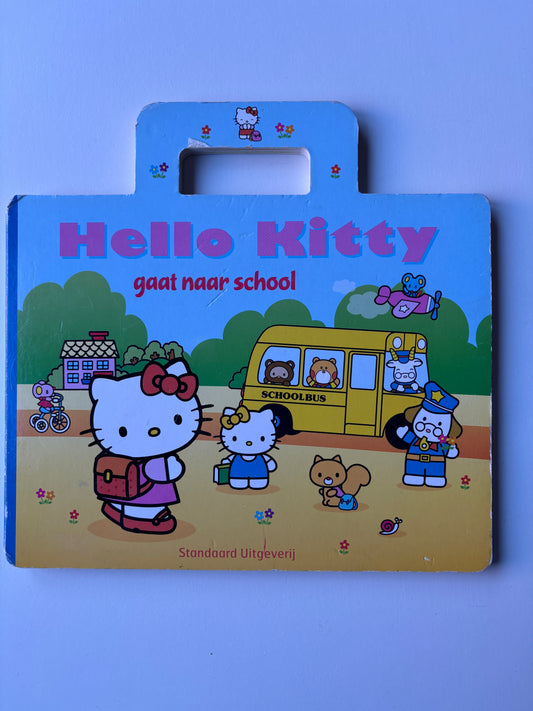 Hello Kitty
gaat naar school
SCHOOLBUS
Standaard Uitgeverij